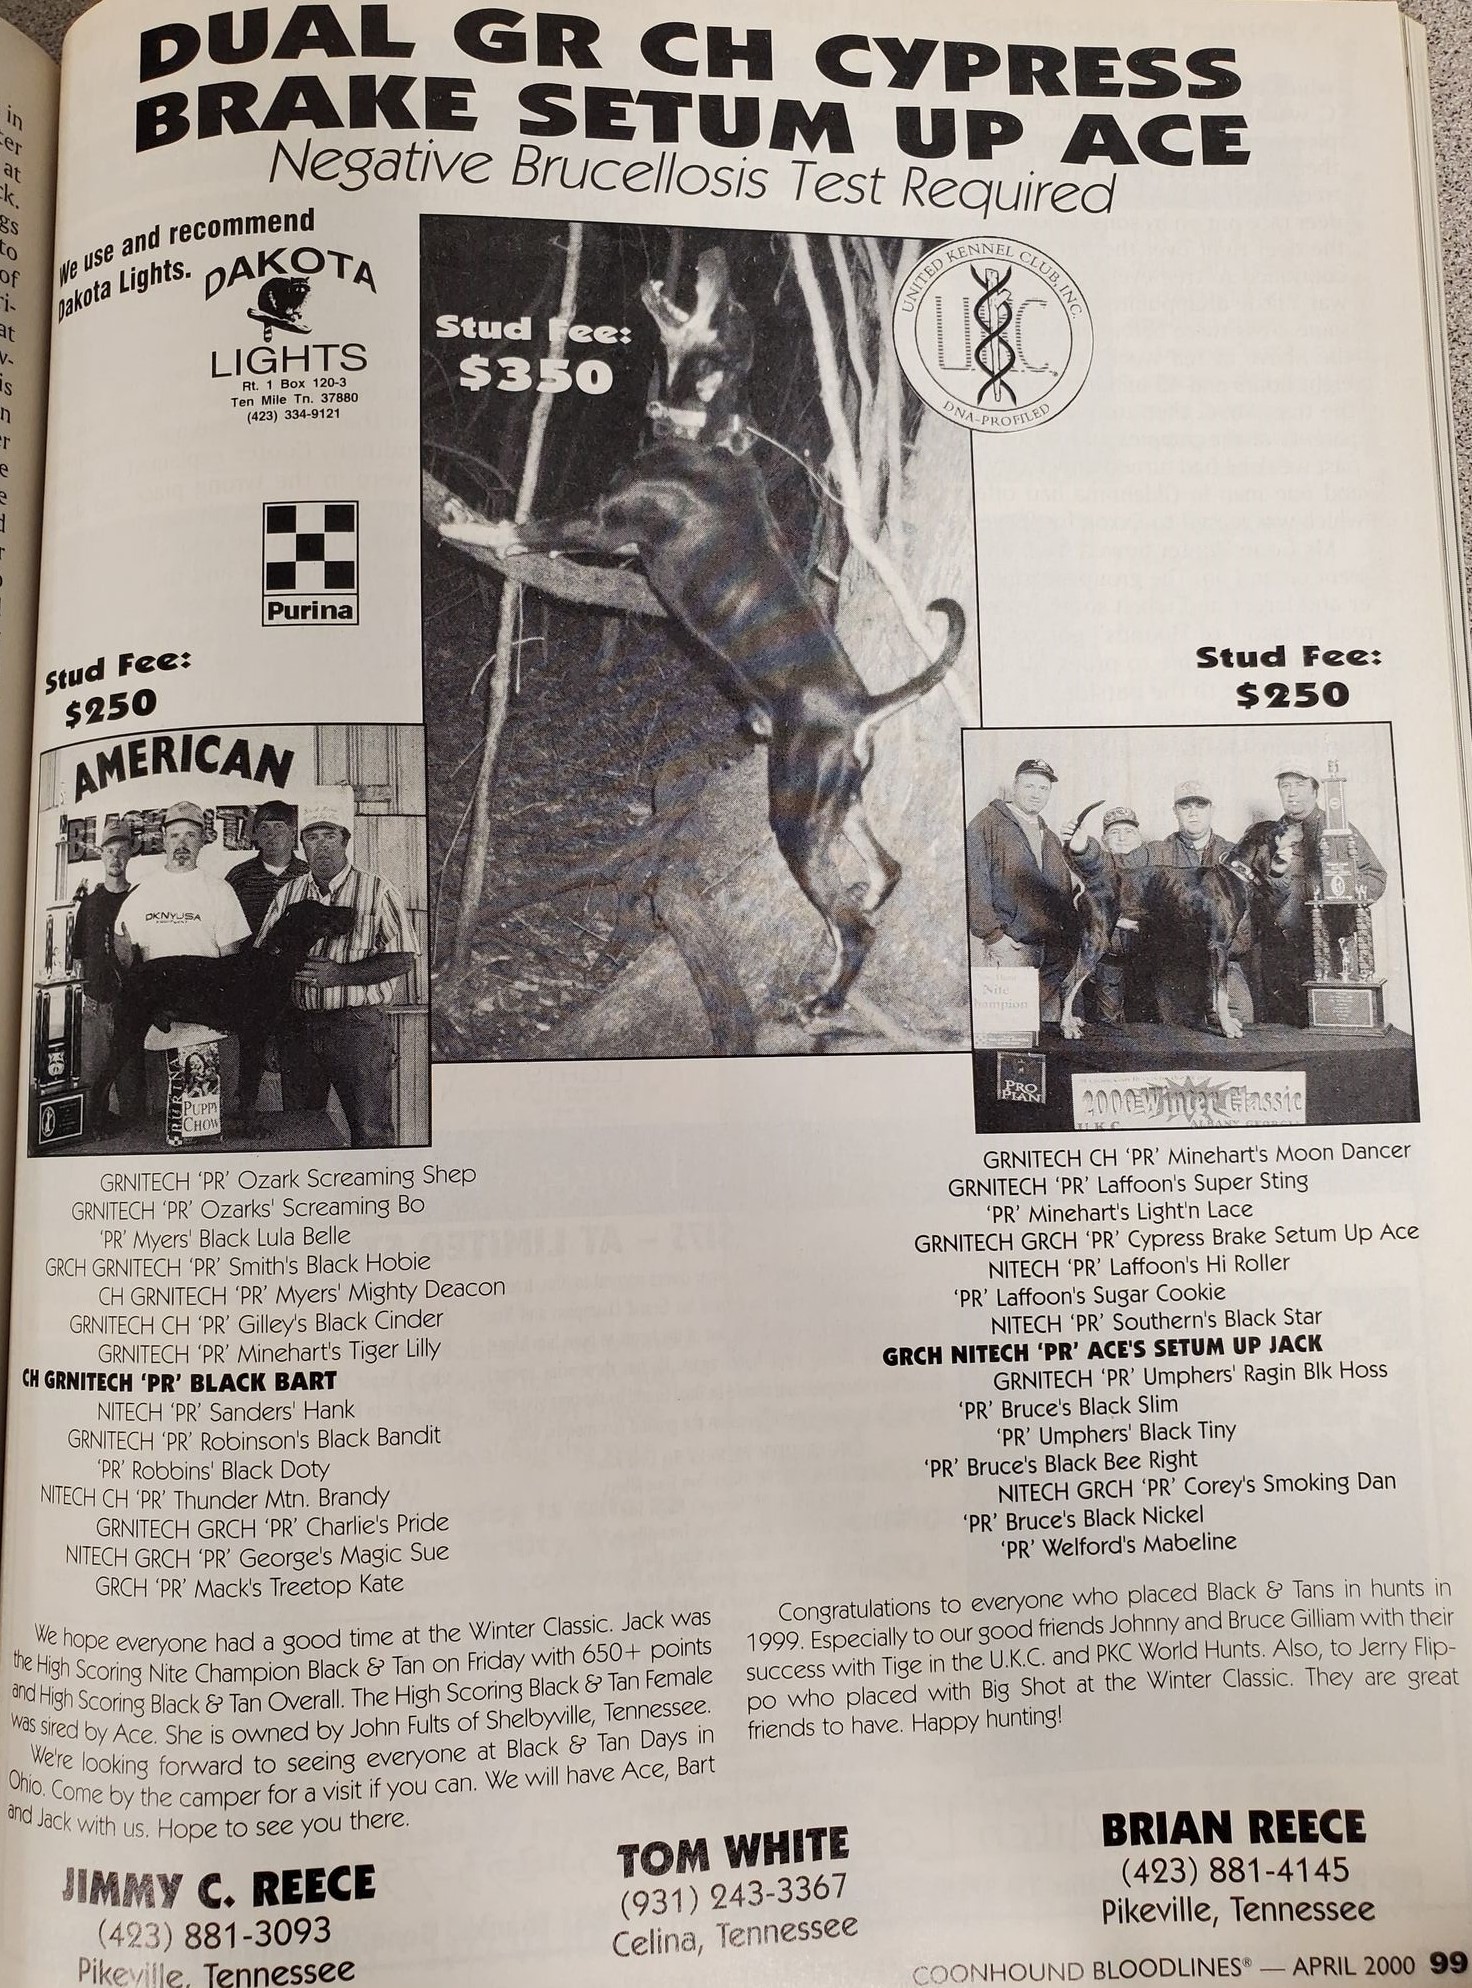 DUAL GR CH CYPRESS
BRAKE SETUM UP ACE
Negative Brucellosis Test Required
We use and recommend
Dakota Lights.
DAKOTA
LIGHTS
Rt. 1 Box 120-3
Ten Mile Tn. 37880
(423) 334-9121
Stud Fee:
$350
UNITED KENNEL CLUB, INC.
UKC
DNA-PROFILED
Purina
Stud Fee:
$250
Stud Fee:
$250
AMERICAN
BLACK & TAN
DKNY USA
PURINA
PUPPY
CHOW
Nite
Champion
PRO
PLAN
2000 Winter Classic
U.K.C. ALBANY, GEORGIA
GRNITECH 'PR' Ozark Screaming Shep
GRNITECH 'PR' Ozarks' Screaming Bo
'PR' Myers' Black Lula Belle
GRCH GRNITECH 'PR' Smith's Black Hobie
CH GRNITECH 'PR' Myers' Mighty Deacon
GRNITECH CH 'PR' Gilley's Black Cinder
GRNITECH 'PR' Minehart's Tiger Lilly
CH GRNITECH 'PR' BLACK BART
NITECH 'PR' Sanders' Hank
GRNITECH 'PR' Robinson's Black Bandit
'PR' Robbins' Black Doty
NITECH CH 'PR' Thunder Mtn. Brandy
GRNITECH GRCH 'PR' Charlie's Pride
NITECH GRCH 'PR' George's Magic Sue
GRCH 'PR' Mack's Treetop Kate
GRNITECH CH 'PR' Minehart's Moon Dancer
GRNITECH 'PR' Laffoon's Super Sting
'PR' Minehart's Light'n Lace
GRNITECH GRCH 'PR' Cypress Brake Setum Up Ace
NITECH 'PR' Laffoon's Hi Roller
'PR' Laffoon's Sugar Cookie
NITECH 'PR' Southern's Black Star
GRCH NITECH 'PR' ACE'S SETUM UP JACK
GRNITECH 'PR' Umphers' Ragin Blk Hoss
'PR' Bruce's Black Slim
'PR' Umphers' Black Tiny
'PR' Bruce's Black Bee Right
NITECH GRCH 'PR' Corey's Smoking Dan
'PR' Bruce's Black Nickel
'PR' Welford's Mabeline
We hope everyone had a good time at the Winter Classic. Jack was
the High Scoring Nite Champion Black & Tan on Friday with 650+ points
and High Scoring Black & Tan Overall. The High Scoring Black & Tan Female
was sired by Ace. She is owned by John Fults of Shelbyville, Tennessee.
We're looking forward to seeing everyone at Black & Tan Days in
Ohio. Come by the camper for a visit if you can. We will have Ace, Bart
and Jack with us. Hope to see you there.
Congratulations to everyone who placed Black & Tans in hunts in
1999. Especially to our good friends Johnny and Bruce Gilliam with their
success with Tige in the U.K.C. and PKC World Hunts. Also, to Jerry Flip-
po who placed with Big Shot at the Winter Classic. They are great
friends to have. Happy hunting!
JIMMY C. REECE
(423) 881-3093
Pikeville, Tennessee
TOM WHITE
(931) 243-3367
Celina, Tennessee
BRIAN REECE
(423) 881-4145
Pikeville, Tennessee
COONHOUND BLOODLINES® — APRIL 2000 99